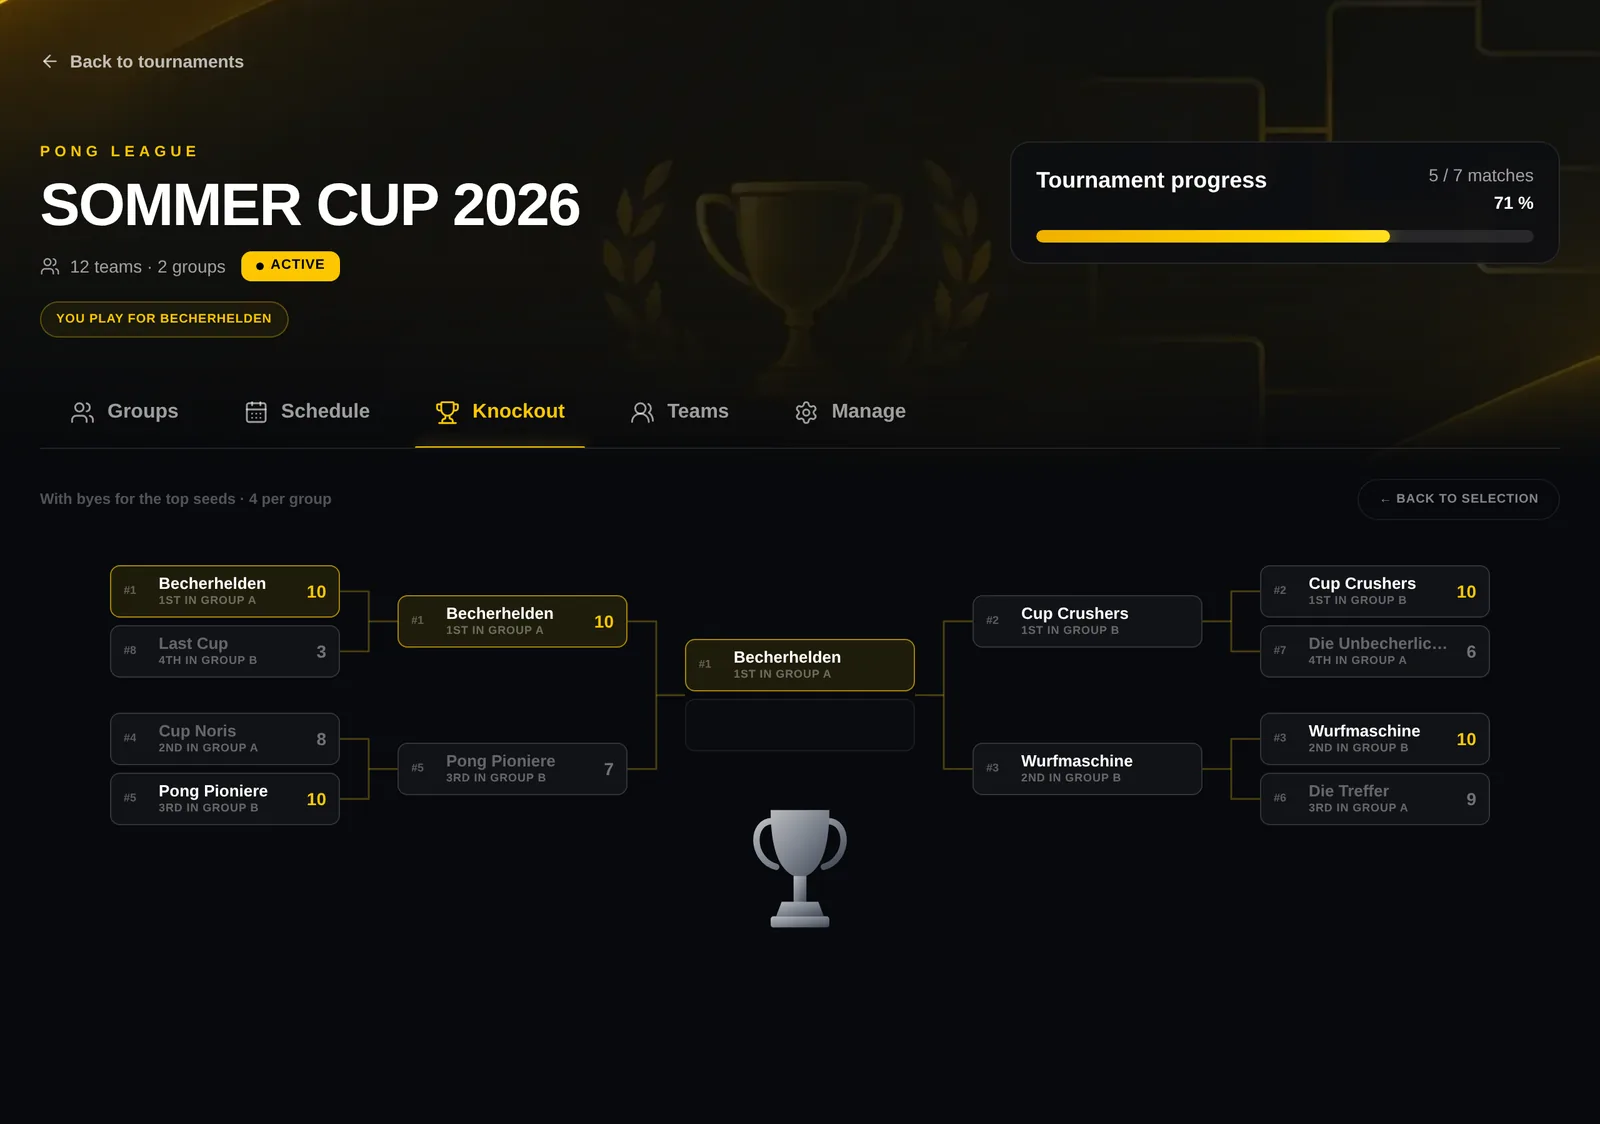 ← Back to tournaments
PONG LEAGUE
SOMMER CUP 2026
12 teams · 2 groups
● ACTIVE
YOU PLAY FOR BECHERHELDEN
Tournament progress
5 / 7 matches
71 %
Groups
Schedule
Knockout
Teams
Manage
With byes for the top seeds · 4 per group
← BACK TO SELECTION
#1 Becherhelden 10
1ST IN GROUP A
#8 Last Cup 3
4TH IN GROUP B
#4 Cup Noris 8
2ND IN GROUP A
#5 Pong Pioniere 10
3RD IN GROUP B
#1 Becherhelden 10
1ST IN GROUP A
#5 Pong Pioniere 7
3RD IN GROUP B
#1 Becherhelden
1ST IN GROUP A
#2 Cup Crushers
1ST IN GROUP B
#3 Wurfmaschine
2ND IN GROUP B
#2 Cup Crushers 10
1ST IN GROUP B
#7 Die Unbecherlic... 6
4TH IN GROUP A
#3 Wurfmaschine 10
2ND IN GROUP B
#6 Die Treffer 9
3RD IN GROUP A